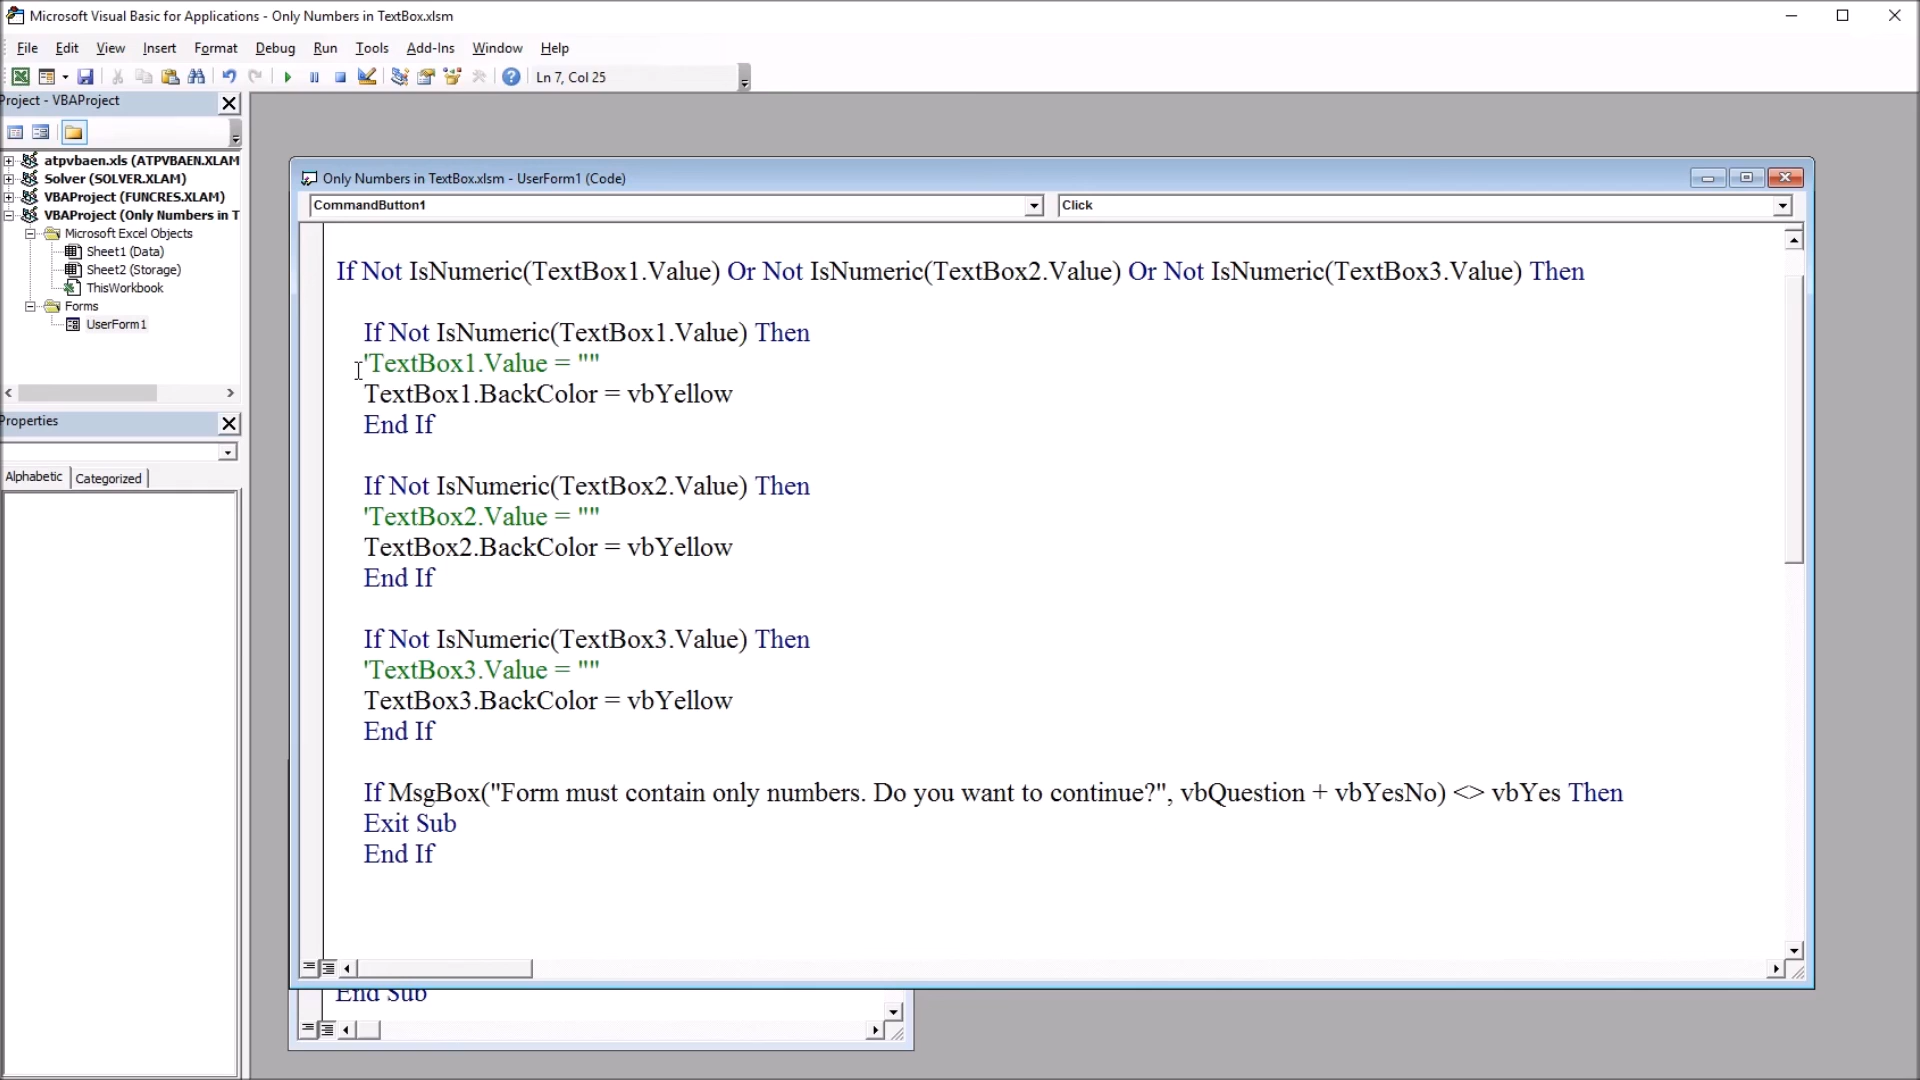 Microsoft Visual Basic for Applications - Only Numbers in TextBox.xlsm
File Edit View Insert Format Debug Run Tools Add-Ins Window Help
Ln 7, Col 25
Project - VBAProject
atpvbaen.xls (ATPVBAEN.XLAM
Solver (SOLVER.XLAM)
VBAProject (FUNCRES.XLAM)
VBAProject (Only Numbers in T
Microsoft Excel Objects
Sheet1 (Data)
Sheet2 (Storage)
ThisWorkbook
Forms
UserForm1
Properties
Alphabetic Categorized
Only Numbers in TextBox.xlsm - UserForm1 (Code)
CommandButton1 Click
If Not IsNumeric(TextBox1.Value) Or Not IsNumeric(TextBox2.Value) Or Not IsNumeric(TextBox3.Value) Then
If Not IsNumeric(TextBox1.Value) Then
'TextBox1.Value = ""
TextBox1.BackColor = vbYellow
End If
If Not IsNumeric(TextBox2.Value) Then
'TextBox2.Value = ""
TextBox2.BackColor = vbYellow
End If
If Not IsNumeric(TextBox3.Value) Then
'TextBox3.Value = ""
TextBox3.BackColor = vbYellow
End If
If MsgBox("Form must contain only numbers. Do you want to continue?", vbQuestion + vbYesNo) <> vbYes Then
Exit Sub
End If
End Sub